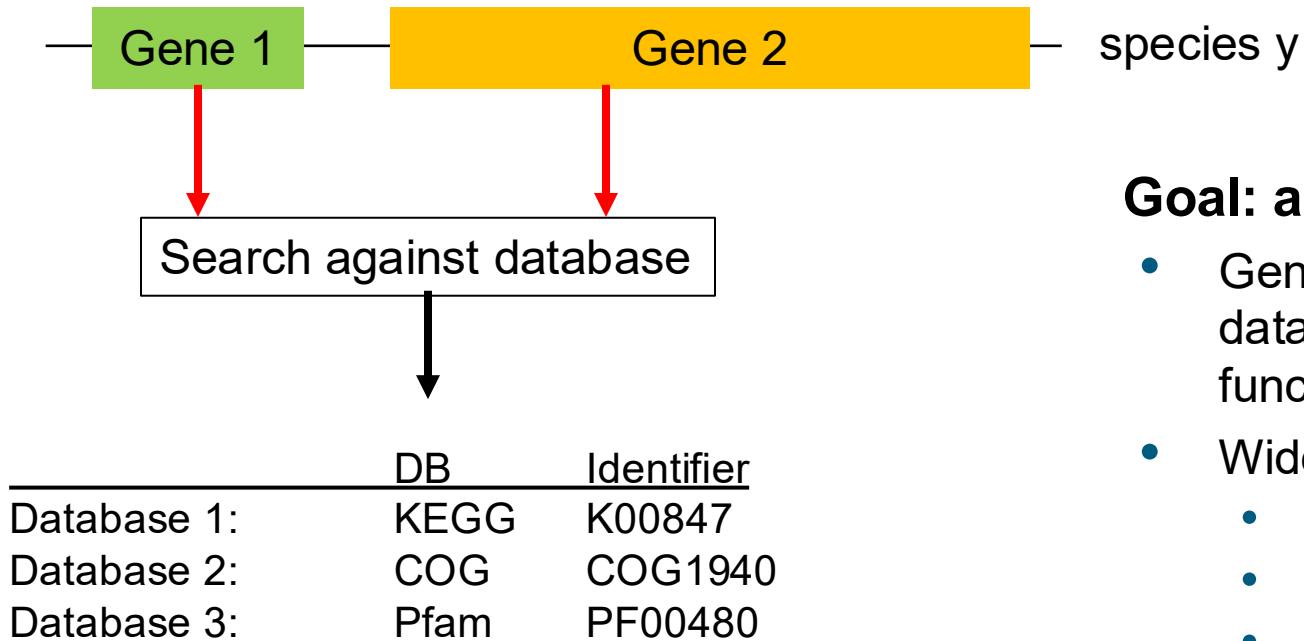 Gene 1
Gene 2
species y
Search against database
DB Identifier
Database 1: KEGG K00847
Database 2: COG COG1940
Database 3: Pfam PF00480
Goal: a
Gen
data
func
Wide